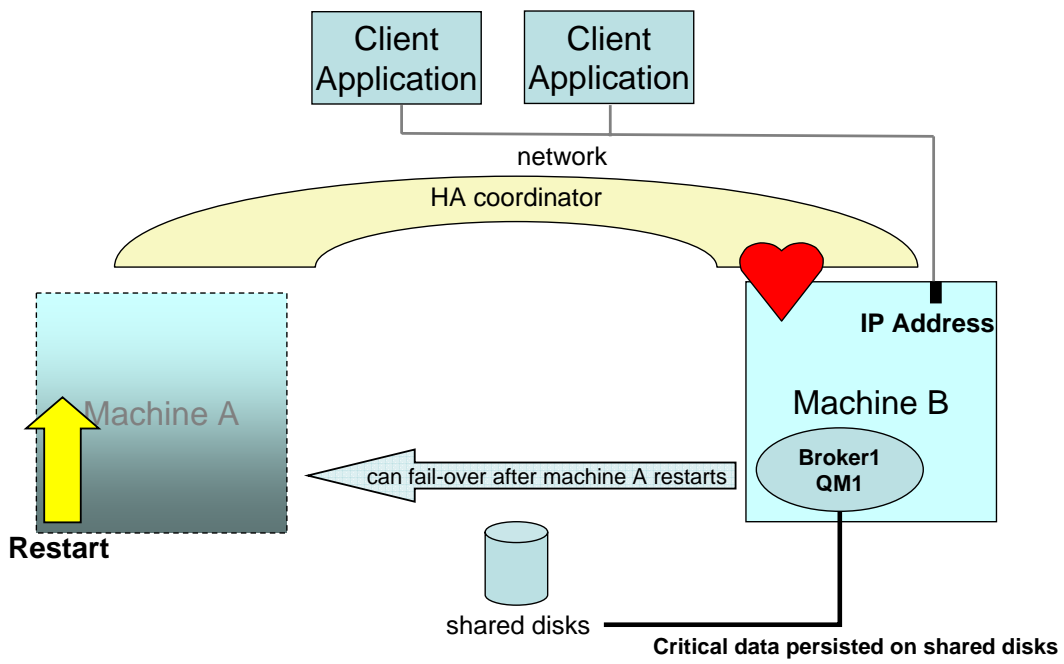 Client
Application
Client
Application
network
HA coordinator
IP Address
Machine A
Machine B
Broker1
QM1
can fail-over after machine A restarts
Restart
shared disks
Critical data persisted on shared disks